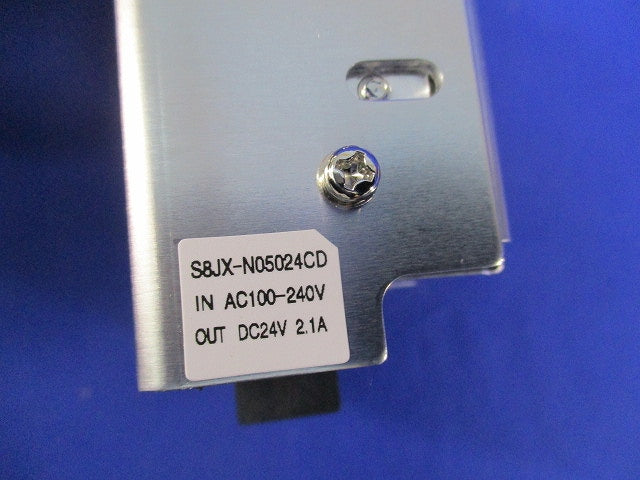 S8JX-N05024CD
IN AC100-240V
OUT DC24V 2.1A